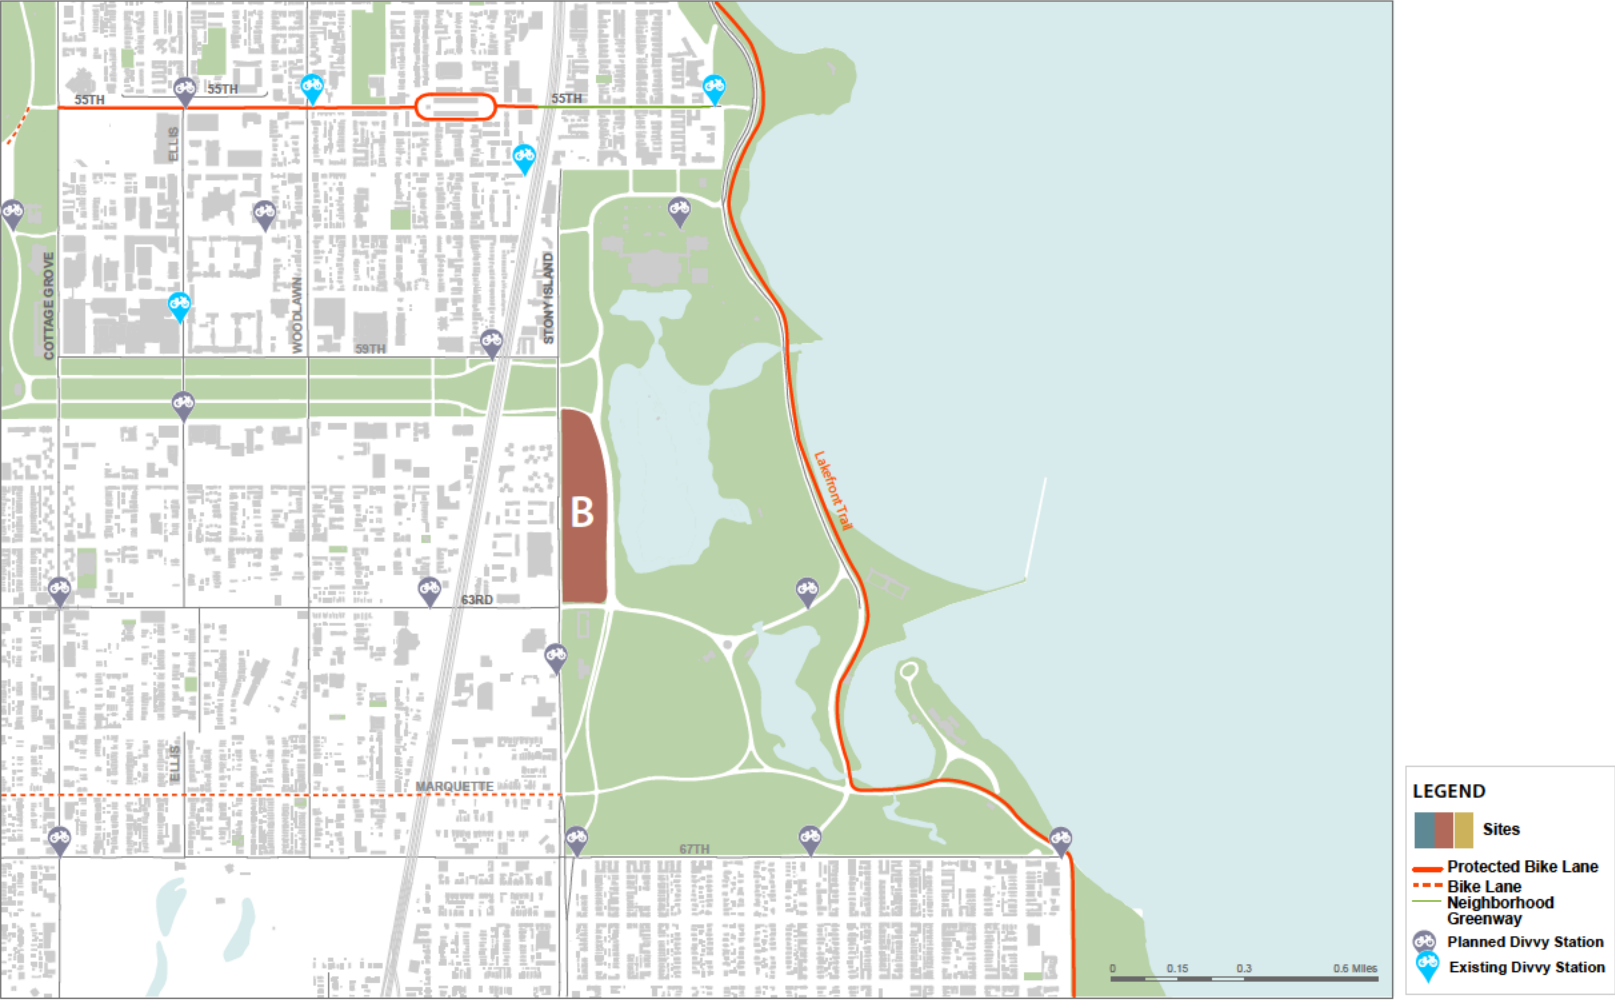 55TH
55TH
55TH
ELLIS
COTTAGE GROVE
WOODLAWN
STONY ISLAND
59TH
B
Lakefront Trail
63RD
ELLIS
MARQUETTE
67TH
0 0.15 0.3 0.6 Miles
LEGEND
Sites
Protected Bike Lane
Bike Lane
Neighborhood
Greenway
Planned Divvy Station
Existing Divvy Station